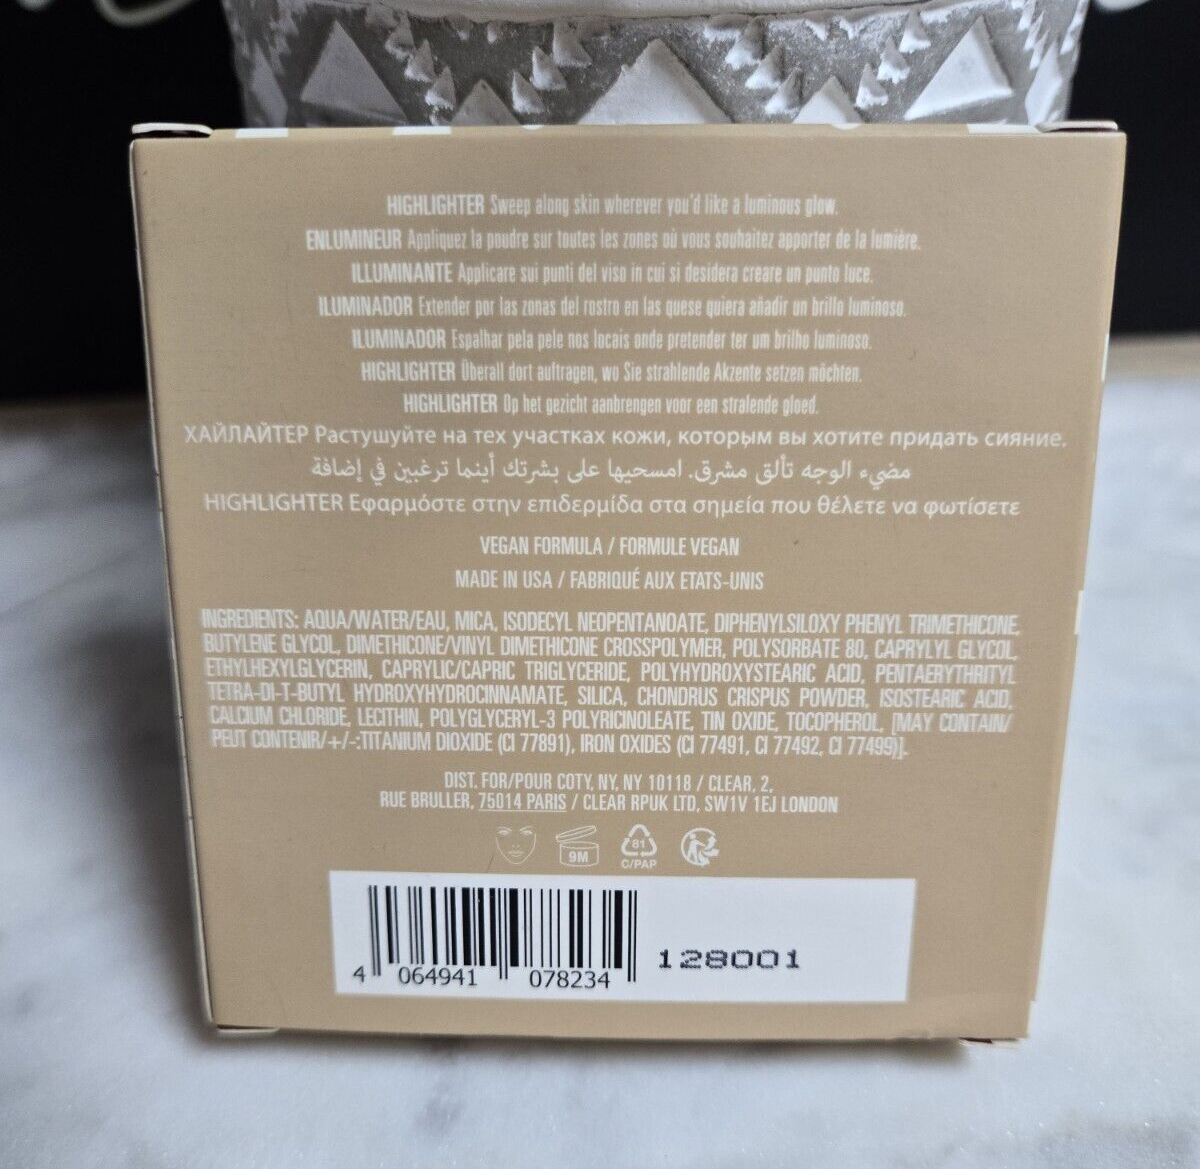 HIGHLIGHTER Sweep along skin wherever you'd like a luminous glow.
ENLUMINEUR Appliquez la poudre sur toutes les zones où vous souhaitez apporter de la lumière.
ILLUMINANTE Applicare sui punti del viso in cui si desidera creare un punto luce.
ILUMINADOR Extender por las zonas del rostro en las quese quiera añadir un brillo luminoso.
ILUMINADOR Espalhar pela pele nos locais onde pretender ter um brilho luminoso.
HIGHLIGHTER Überall dort auftragen, wo Sie strahlende Akzente setzen möchten.
HIGHLIGHTER Op het gezicht aanbrengen voor een stralende gloed.
ХАЙЛАЙТЕР Растушуйте на тех участках кожи, которым вы хотите придать сияние.
مضيء الوجه تألق مشرق. امسحيها على بشرتك أينما ترغبين في إضافة
HIGHLIGHTER Εφαρμόστε στην επιδερμίδα στα σημεία που θέλετε να φωτίσετε
VEGAN FORMULA / FORMULE VEGAN
MADE IN USA / FABRIQUÉ AUX ETATS-UNIS
INGREDIENTS: AQUA/WATER/EAU, MICA, ISODECYL NEOPENTANOATE, DIPHENYLSILOXY PHENYL TRIMETHICONE,
BUTYLENE GLYCOL, DIMETHICONE/VINYL DIMETHICONE CROSSPOLYMER, POLYSORBATE 80, CAPRYLYL GLYCOL,
ETHYLHEXYLGLYCERIN, CAPRYLIC/CAPRIC TRIGLYCERIDE, POLYHYDROXYSTEARIC ACID, PENTAERYTHRITYL
TETRA-DI-T-BUTYL HYDROXYHYDROCINNAMATE, SILICA, CHONDRUS CRISPUS POWDER, ISOSTEARIC ACID,
CALCIUM CHLORIDE, LECITHIN, POLYGLYCERYL-3 POLYRICINOLEATE, TIN OXIDE, TOCOPHEROL, [MAY CONTAIN/
PEUT CONTENIR/+/-:TITANIUM DIOXIDE (CI 77891), IRON OXIDES (CI 77491, CI 77492, CI 77499)].
DIST. FOR/POUR COTY, NY, NY 10118 / CLEAR, 2,
RUE BRULLER, 75014 PARIS / CLEAR RPUK LTD, SW1V 1EJ LONDON
9M
81
C/PAP
4 064941 078234
128001